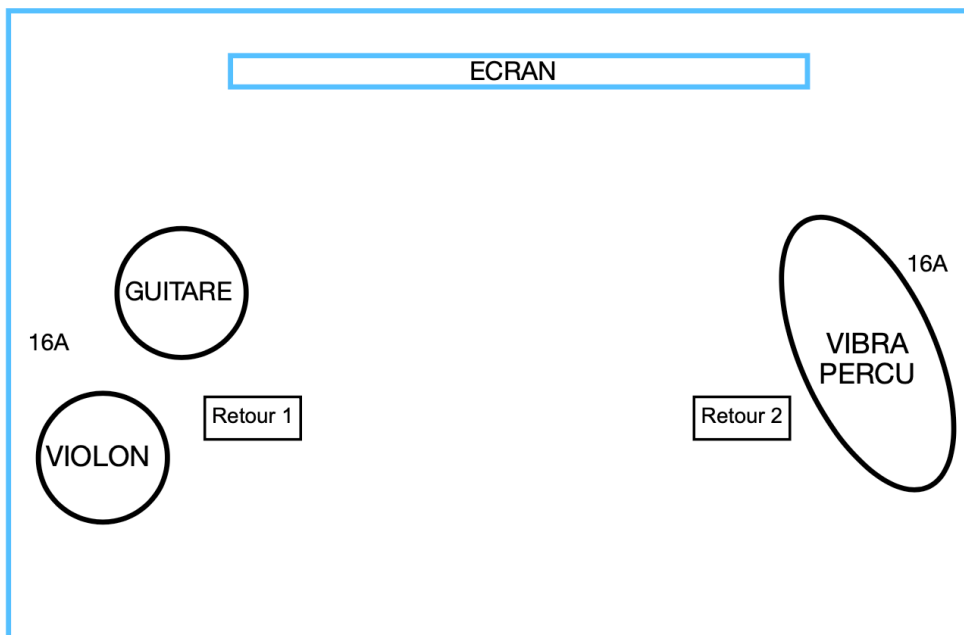 ECRAN
GUITARE
16A
16A
VIBRA
PERCU
Retour 1
Retour 2
VIOLON